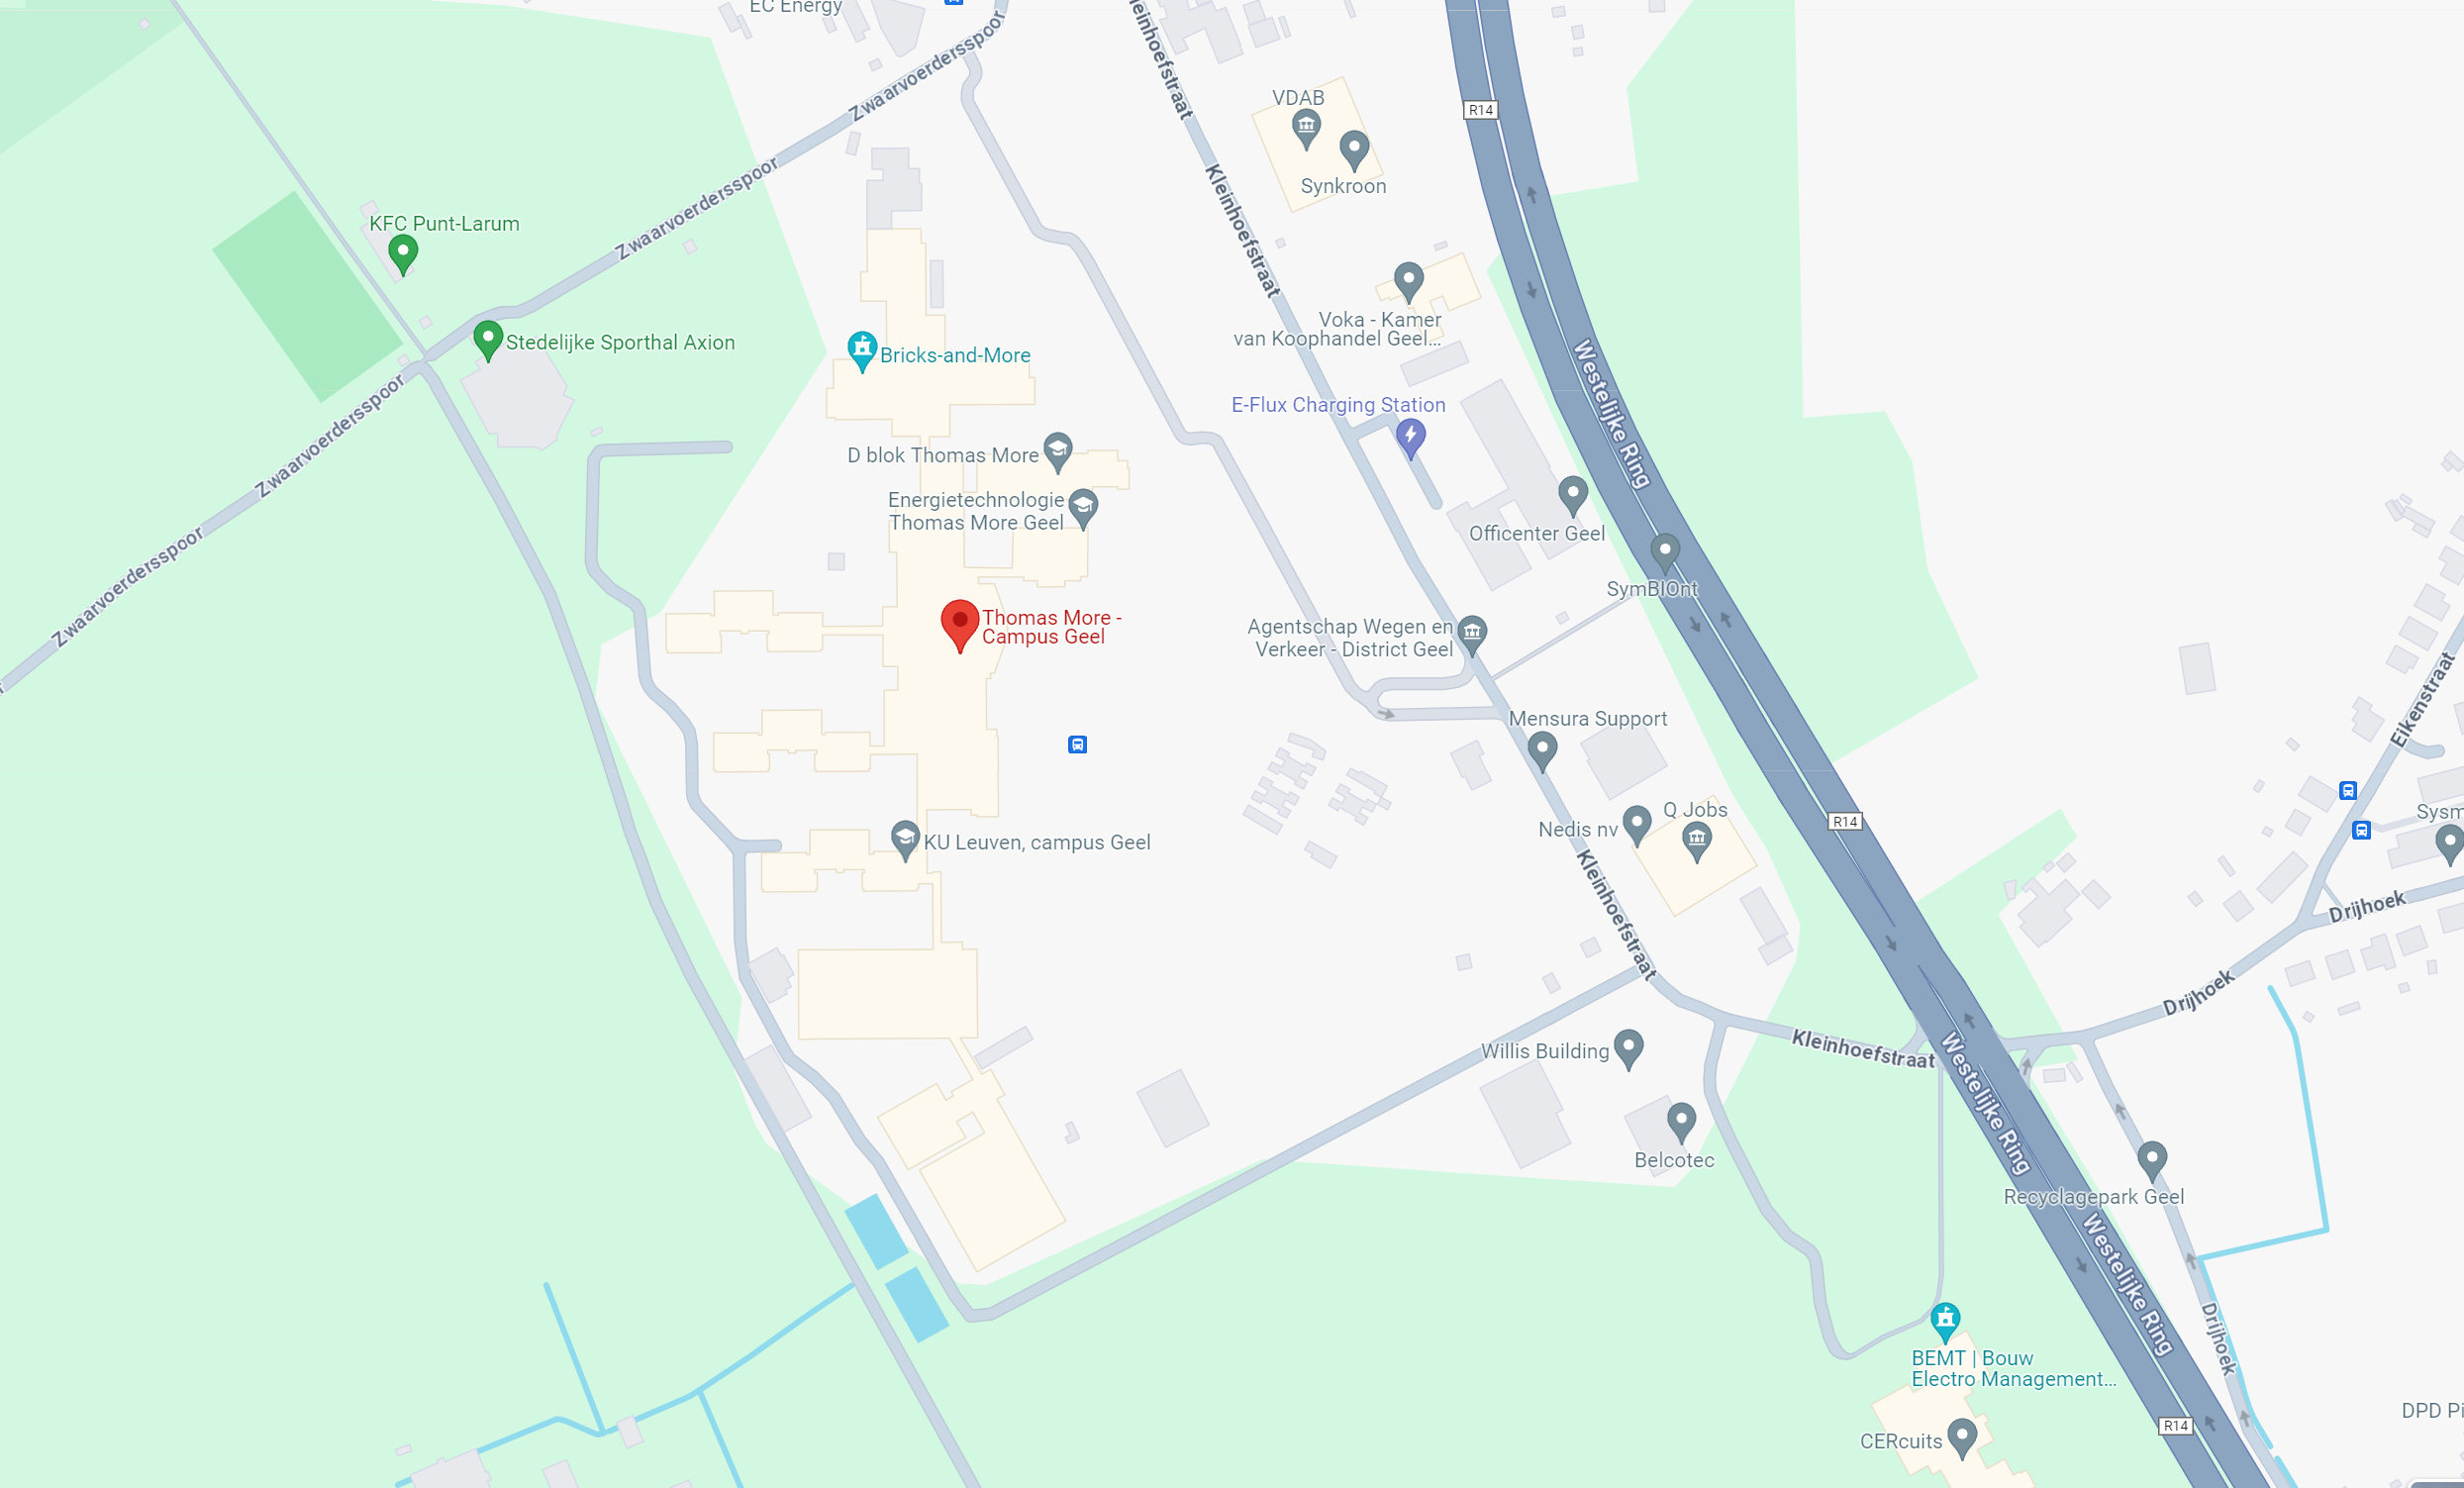 EC Energy
Zwaarvoerdersspoor
Kleinhoefstraat
R14
VDAB
Synkroon
Zwaarvoerdersspoor
Kleinhoefstraat
KFC Punt-Larum
Stedelijke Sporthal Axion
Bricks-and-More
Voka - Kamer
van Koophandel Geel...
Westelijke Ring
E-Flux Charging Station
Zwaarvoerdersspoor
D blok Thomas More
Energietechnologie
Thomas More Geel
Officenter Geel
Zwaarvoerdersspoor
SymBIOnt
Thomas More -
Campus Geel
Agentschap Wegen en
Verkeer - District Geel
Eikenstraat
Mensura Support
Q Jobs
Nedis nv
R14
KU Leuven, campus Geel
Kleinhoefstraat
Drijhoek
Drijhoek
Willis Building
Kleinhoefstraat
Westelijke Ring
Belcotec
Recyclagepark Geel
Westelijke Ring
Drijhoek
BEMT | Bouw
Electro Management...
DPD
R14
CERcuits